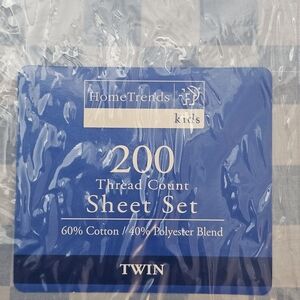 HomeTrends
kids
200
Thread Count
Sheet Set
60% Cotton / 40% Polyester Blend
TWIN